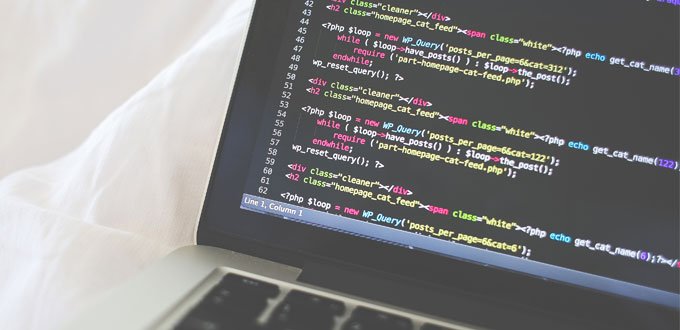 <div class="cleaner"></div>
42 <h2 class="homepage_cat_feed"><span class="white"><?php echo get_cat_name(3
43
44 <?php $loop = new WP_Query('posts_per_page=6&cat=312');
45 while ( $loop->have_posts() ) : $loop->the_post();
46 require ('part-homepage-cat-feed.php');
47 endwhile;
48 wp_reset_query(); ?>
49
50 <div class="cleaner"></div>
51 <h2 class="homepage_cat_feed"><span class="white"><?php echo get_cat_name(122)
52
53 <?php $loop = new WP_Query('posts_per_page=6&cat=122');
54 while ( $loop->have_posts() ) : $loop->the_post();
55 require ('part-homepage-cat-feed.php');
56 endwhile;
57 wp_reset_query(); ?>
58
59 <div class="cleaner"></div>
60 <h2 class="homepage_cat_feed"><span class="white"><?php echo get_cat_name(6);?></
61
62 <?php $loop = new WP_Query('posts_per_page=6&cat=6');
Line 1, Column 1